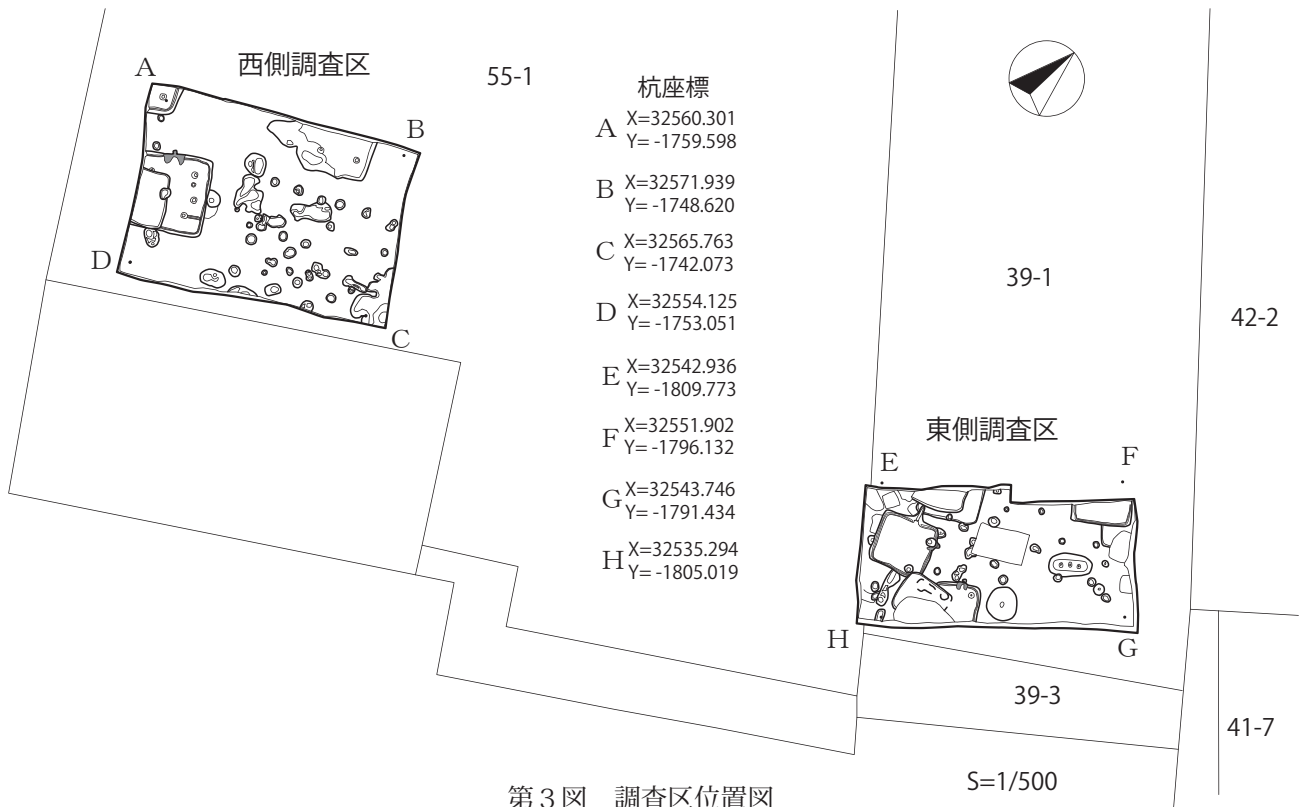 西側調査区
55-1
A
B
C
D
杭座標
A X=32560.301
Y= -1759.598
B X=32571.939
Y= -1748.620
C X=32565.763
Y= -1742.073
D X=32554.125
Y= -1753.051
E X=32542.936
Y= -1809.773
F X=32551.902
Y= -1796.132
G X=32543.746
Y= -1791.434
H X=32535.294
Y= -1805.019
39-1
42-2
東側調査区
E
F
H
G
39-3
41-7
S=1/500
第３図　調査区位置図